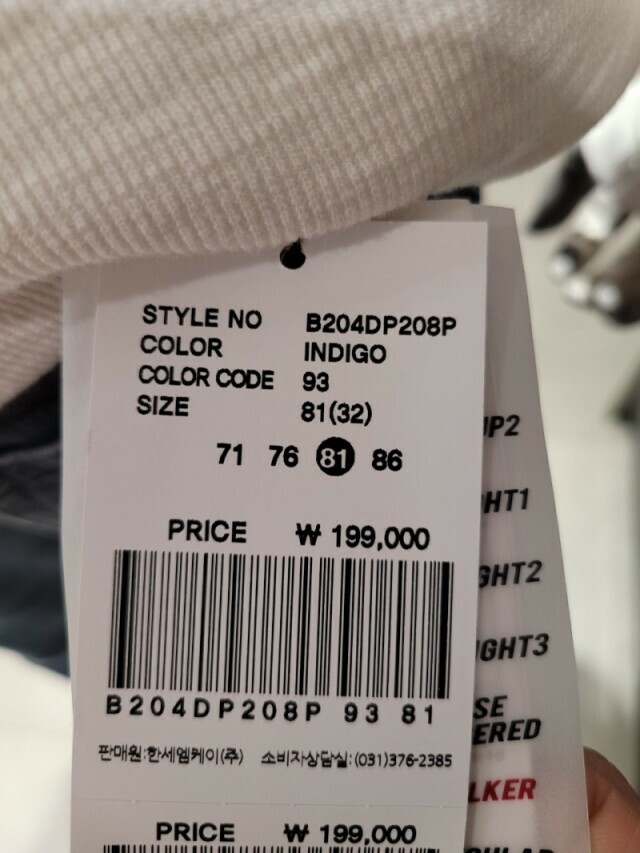 STYLE NO B204DP208P
COLOR INDIGO
COLOR CODE 93
SIZE 81(32)
71 76 81 86
PRICE ₩ 199,000
B204DP208P 93 81
판매원:한세엠케이(주) 소비자상담실:(031)376-2385
PRICE ₩ 199,000